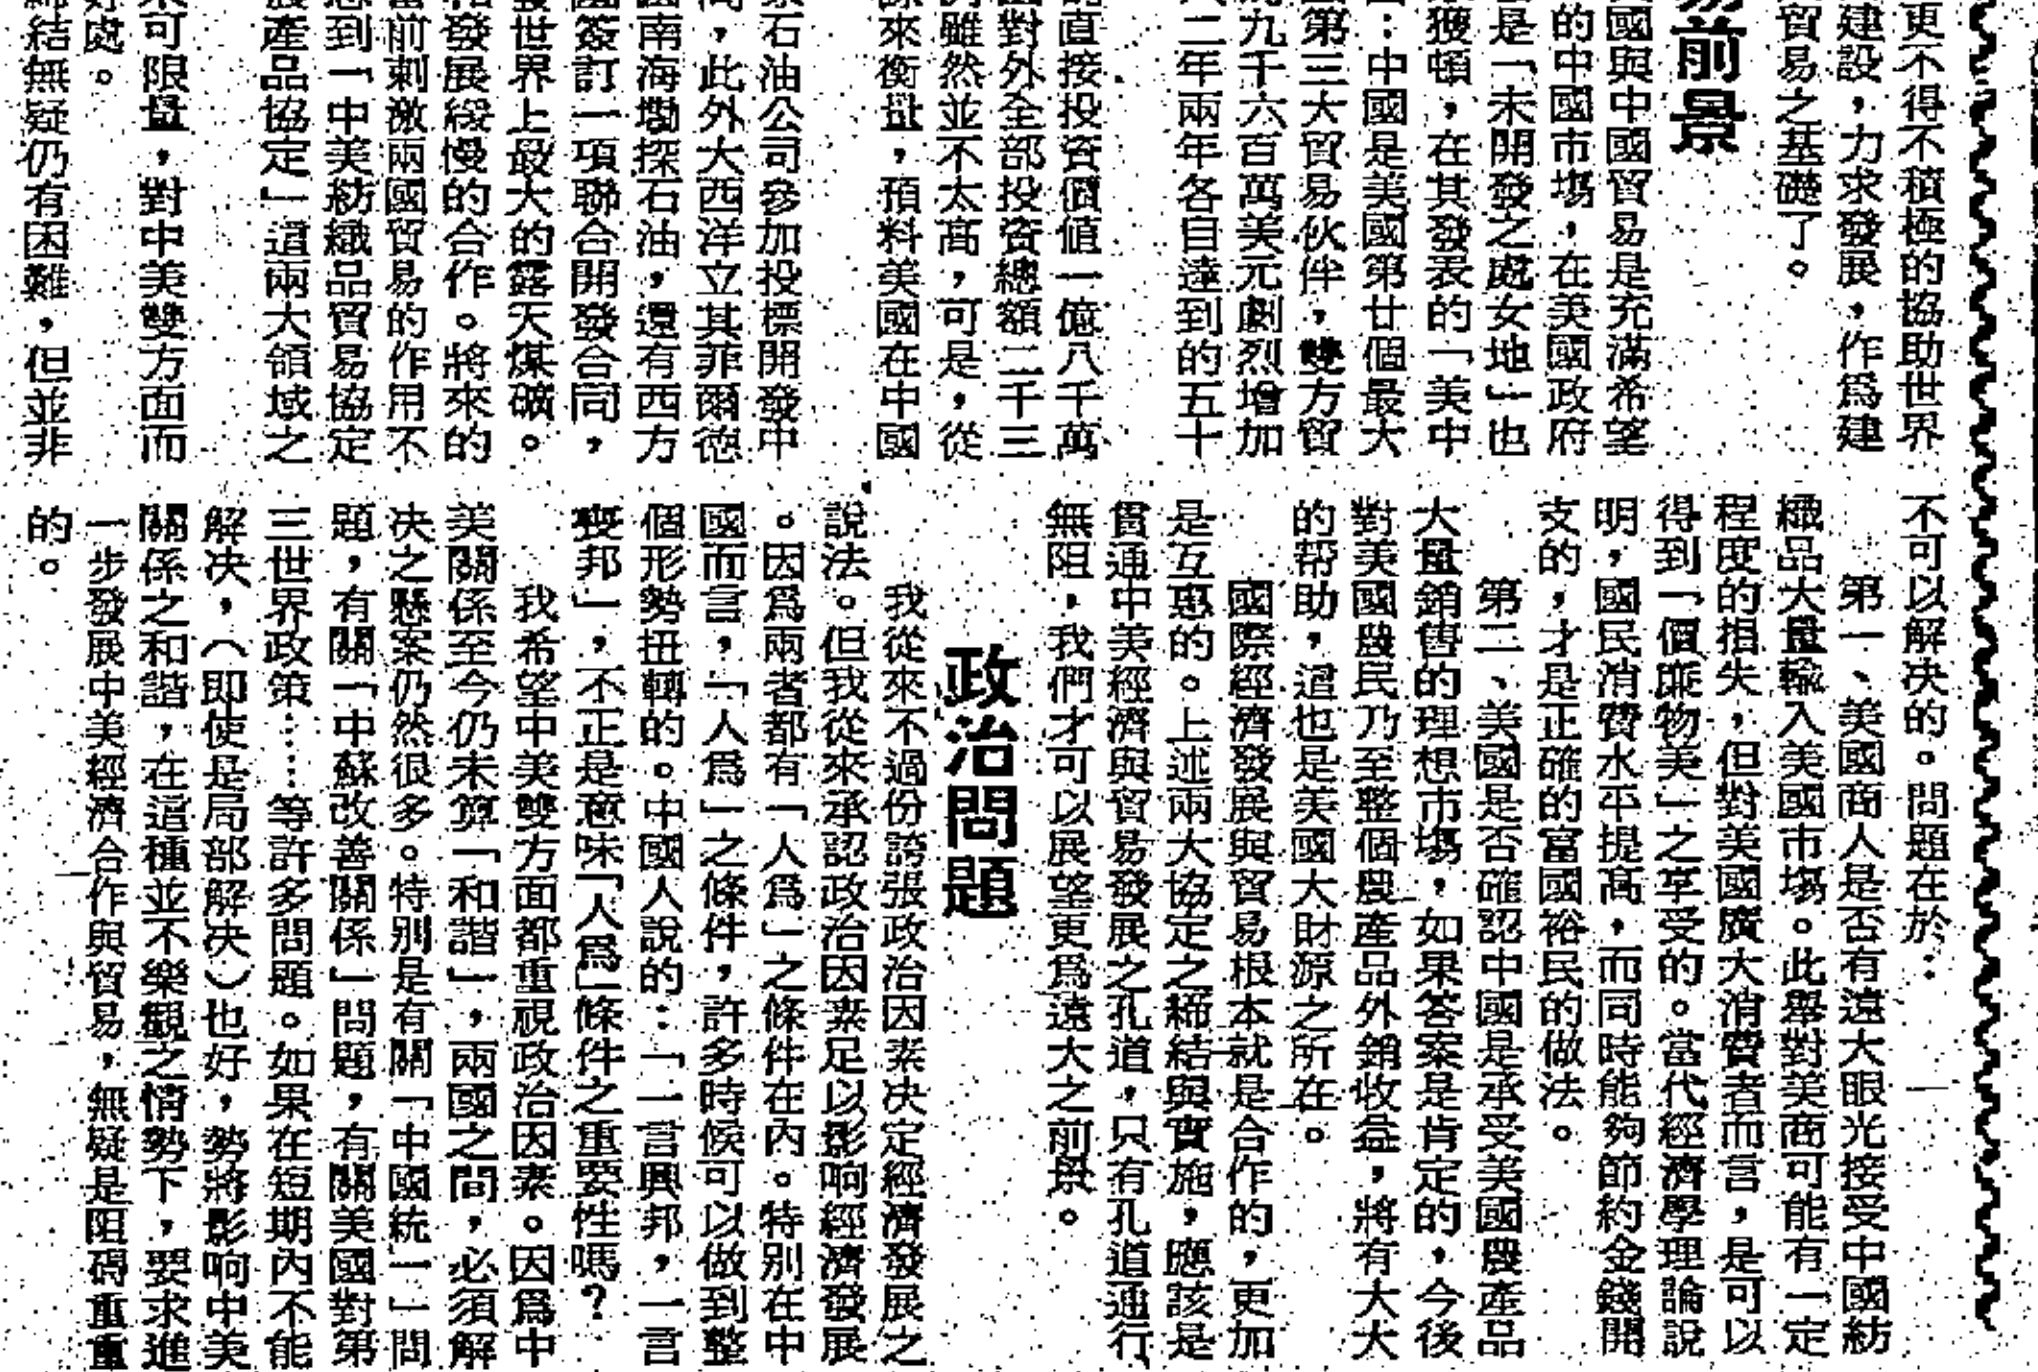 更不得不積極的協助世界
建設，力求發展，作爲建
貿易之基礎了。
易前景
國與中國貿易是充滿希望
的中國市場，在美國政府
是「未開發之處女地」也
獲頓，在其發表的「美中
：中國是美國第廿個最大
第三大貿易伙伴，雙方貿
九千六百萬美元劇烈增加
二年兩年各自達到的五十
直接投資價值一億八千萬
對外全部投資總額二千三
雖然並不太高，可是，從
來衡量，預料美國在中國
石油公司參加投標開發中
，此外大西洋立其菲爾德
南海勘探石油，還有西方
簽訂一項聯合開發合同，
世界上最大的露天煤礦。
發展緩慢的合作。將來的
前刺激兩國貿易的作用不
到「中美紡織品貿易協定
產品協定」這兩大領域之
可限量，對中美雙方面而
處。
結無疑仍有困難，但並非
不可以解决的。問題在於：
第一、美國商人是否有遠大眼光接受中國紡
織品大量輸入美國市塲。此舉對美商可能有一定
程度的損失，但對美國廣大消費者而言，是可以
得到「價廉物美」之享受的。當代經濟學理論說
明，國民消費水平提高，而同時能夠節約金錢開
支的，才是正確的富國裕民的做法。
第二、美國是否確認中國是承受美國農產品
大量銷售的理想市塲，如果答案是肯定的，今後
對美國農民乃至整個農產品外銷收益，將有大大
的帮助，這也是美國大財源之所在。
國際經濟發展與貿易根本就是合作的，更加
是互惠的。上述兩大協定之締結與實施，應該是
貫通中美經濟與貿易發展之孔道，只有孔道通行
無阻，我們才可以展望更爲遠大之前景。
政治問題
我從來不過份誇張政治因素决定經濟發展之
說法。但我從來承認政治因素足以影响經濟發展
。因爲兩者都有「人爲」之條件在內。特別在中
國而言，「人爲」之條件，許多時候可以做到整
個形勢扭轉的。中國人說的：「一言興邦，一言
喪邦」，不正是意味「人爲」條件之重要性嗎？
我希望中美雙方面都重視政治因素。因爲中
美關係至今仍未算「和諧」，兩國之間，必須解
决之懸案仍然很多。特別是有關「中國統一」問
題，有關「中蘇改善關係」問題，有關美國對第
三世界政策……等許多問題。如果在短期內不能
解决，（即使是局部解决）也好，勢將影响中美
關係之和諧，在這種並不樂觀之情勢下，要求進
一步發展中美經濟合作與貿易，無疑是阻碍重重
的。